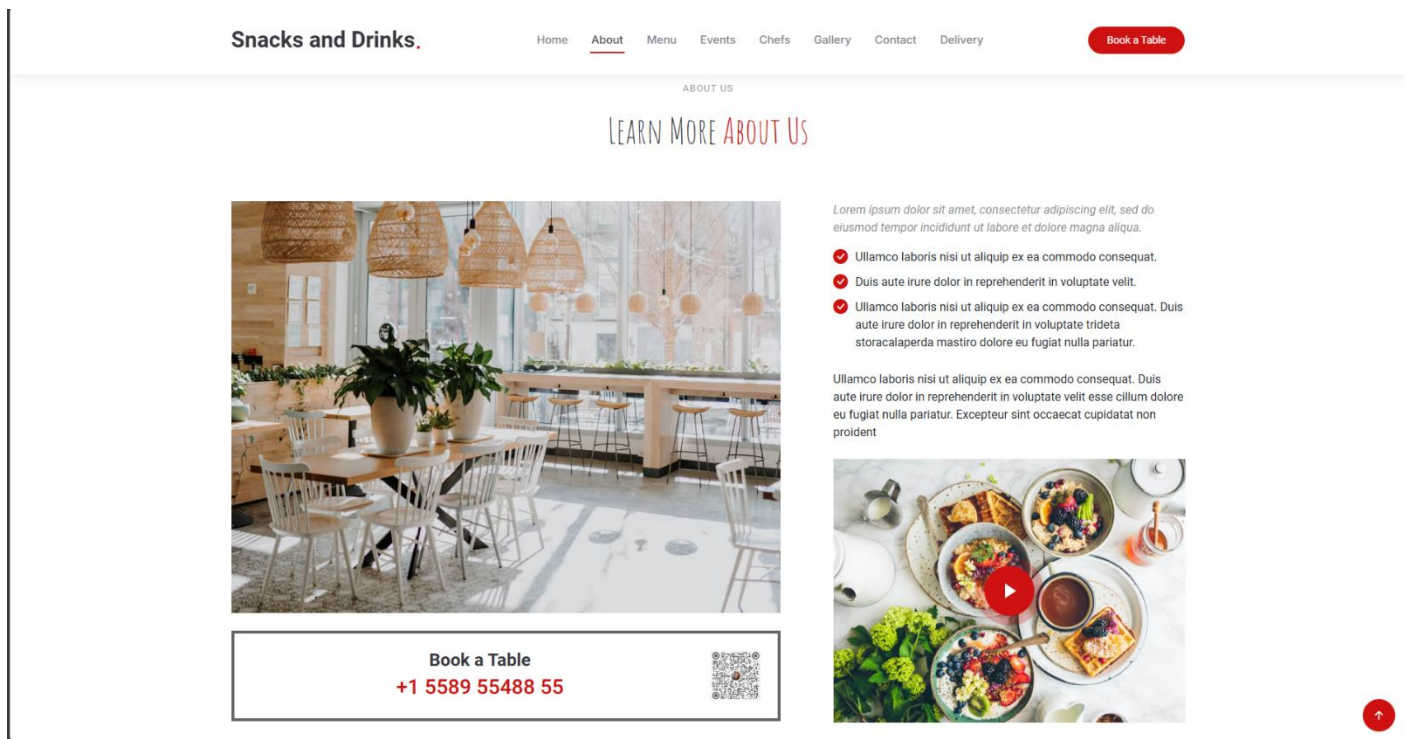 Snacks and Drinks.
Home About Menu Events Chefs Gallery Contact Delivery
Book a Table
ABOUT US
LEARN MORE ABOUT US
Lorem ipsum dolor sit amet, consectetur adipiscing elit, sed do
eiusmod tempor incididunt ut labore et dolore magna aliqua.
Ullamco laboris nisi ut aliquip ex ea commodo consequat.
Duis aute irure dolor in reprehenderit in voluptate velit.
Ullamco laboris nisi ut aliquip ex ea commodo consequat. Duis
aute irure dolor in reprehenderit in voluptate trideta
storacalaperda mastiro dolore eu fugiat nulla pariatur.
Ullamco laboris nisi ut aliquip ex ea commodo consequat. Duis
aute irure dolor in reprehenderit in voluptate velit esse cillum dolore
eu fugiat nulla pariatur. Excepteur sint occaecat cupidatat non
proident
Book a Table
+1 5589 55488 55